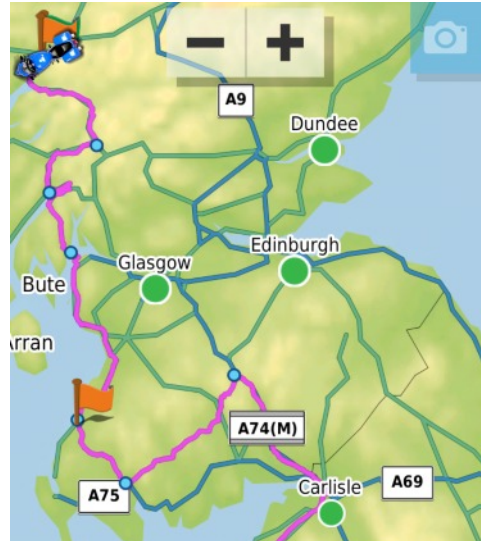 A9
Dundee
Edinburgh
Glasgow
Bute
rran
A74(M)
A75
A69
Carlisle